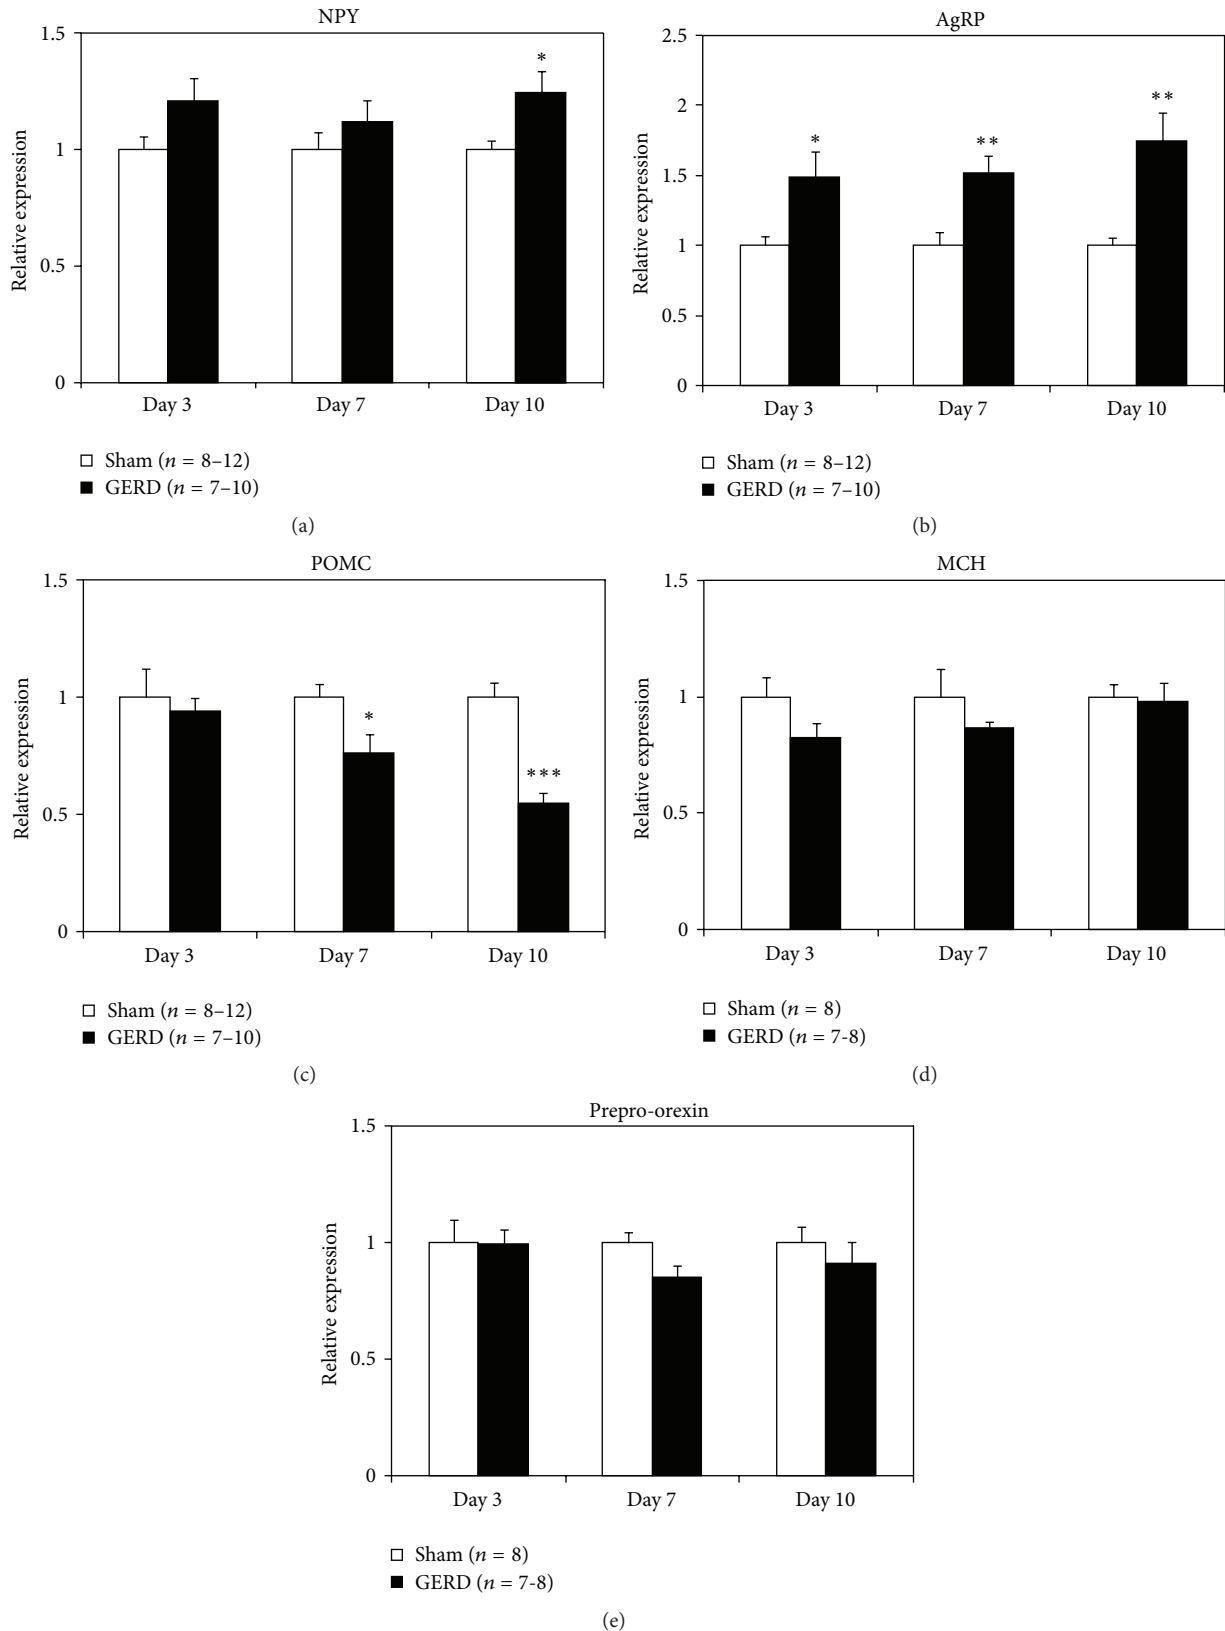 NPY
1.5
1
0.5
0
Relative expression
*
Day 3
Day 7
Day 10
Sham (n = 8–12)
GERD (n = 7–10)
(a)
AgRP
2.5
2
1.5
1
0.5
0
Relative expression
*
**
**
Day 3
Day 7
Day 10
Sham (n = 8–12)
GERD (n = 7–10)
(b)
POMC
1.5
1
0.5
0
Relative expression
*
***
Day 3
Day 7
Day 10
Sham (n = 8–12)
GERD (n = 7–10)
(c)
MCH
1.5
1
0.5
0
Relative expression
Day 3
Day 7
Day 10
Sham (n = 8)
GERD (n = 7-8)
(d)
Prepro-orexin
1.5
1
0.5
0
Relative expression
Day 3
Day 7
Day 10
Sham (n = 8)
GERD (n = 7-8)
(e)